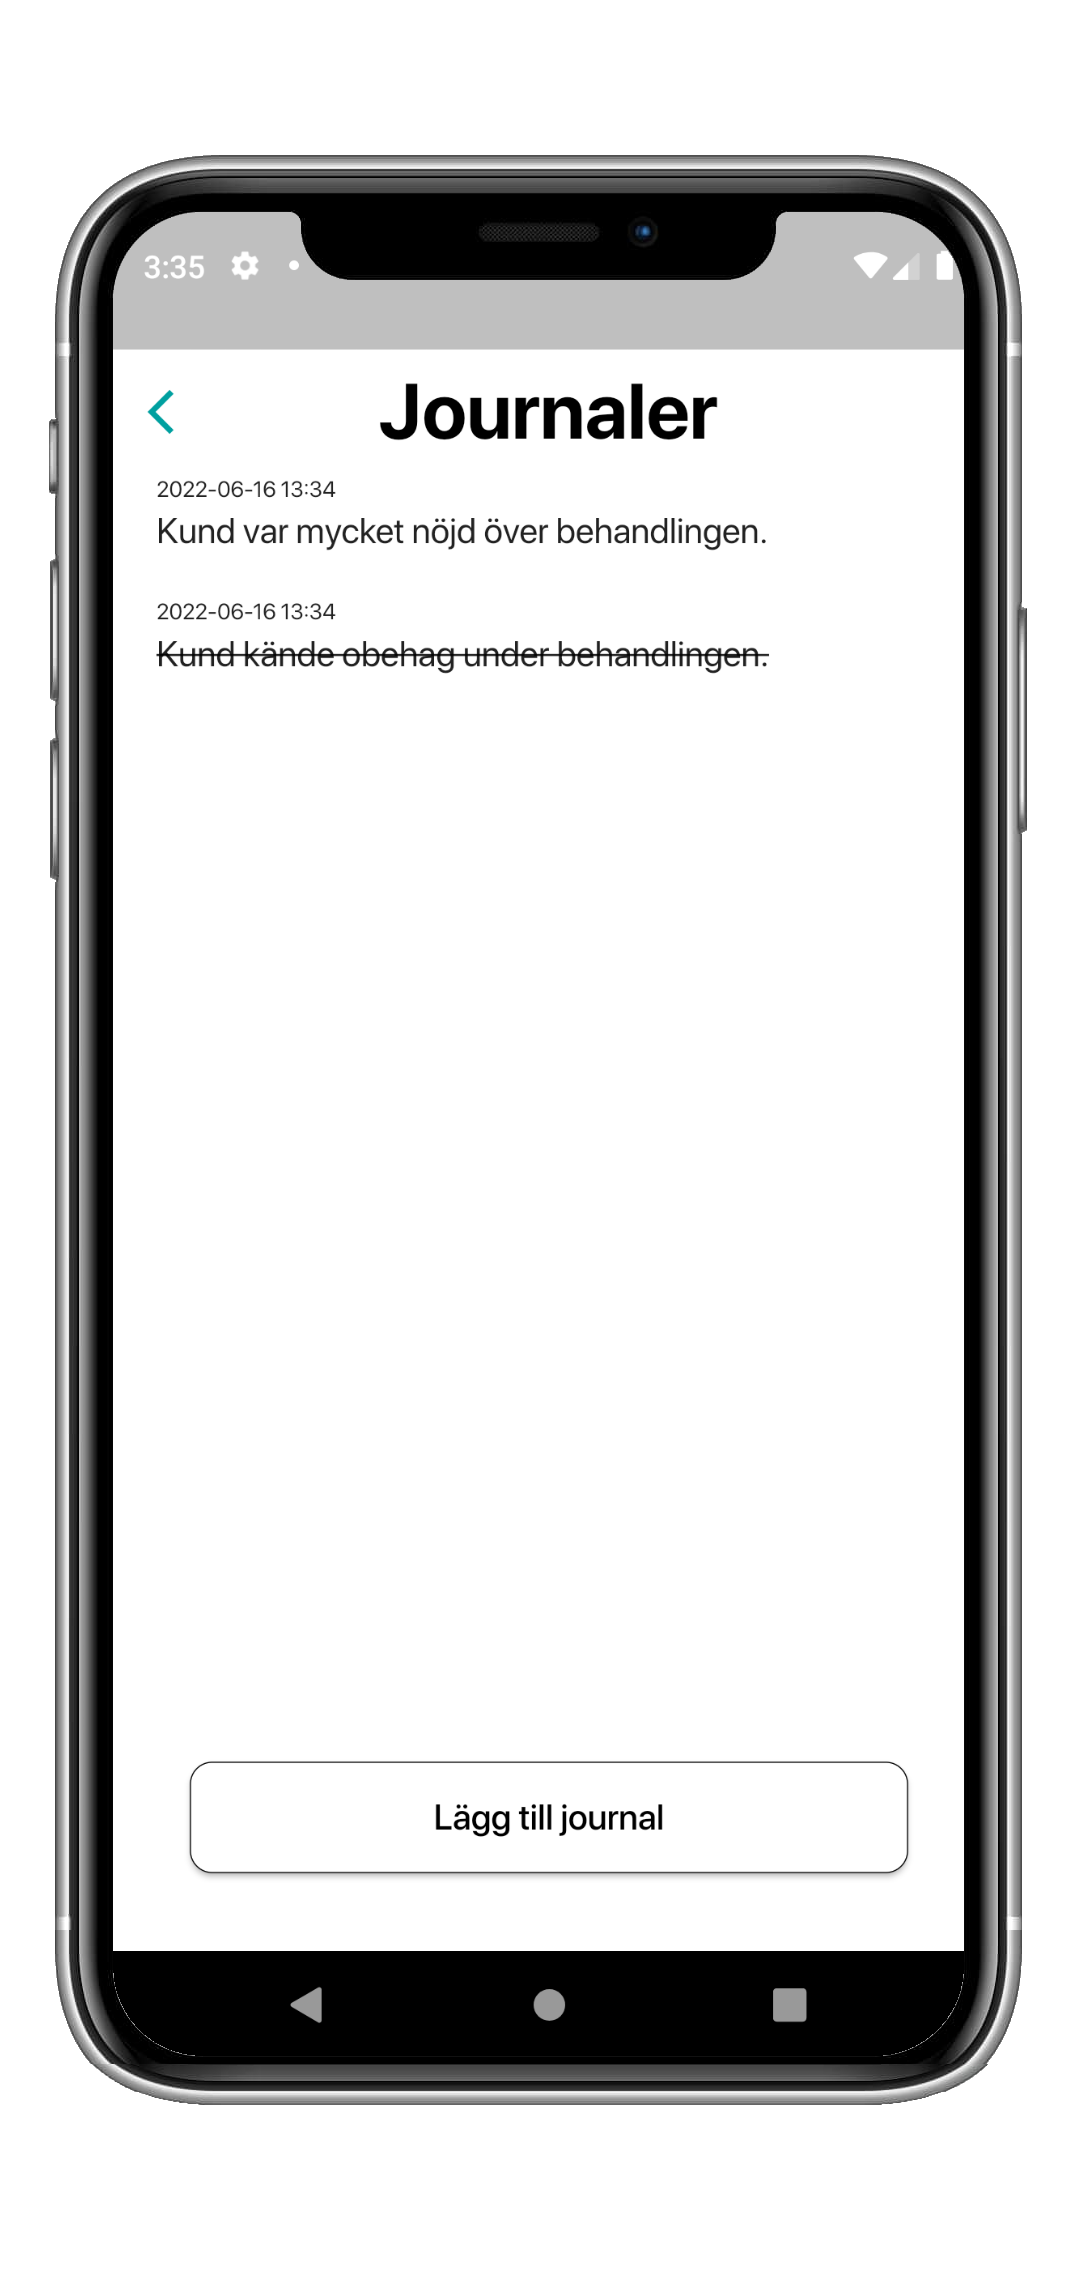 3:35
Journaler
2022-06-16 13:34
Kund var mycket nöjd över behandlingen.
2022-06-16 13:34
Kund kände obehag under behandlingen.
Lägg till journal